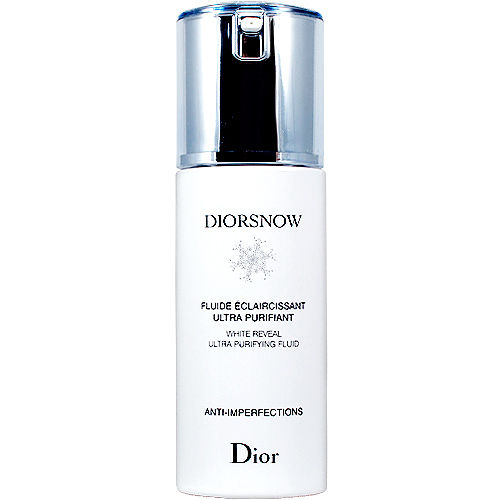 DIORSNOW
FLUIDE ÉCLAIRCISSANT
ULTRA PURIFIANT
WHITE REVEAL
ULTRA PURIFYING FLUID
ANTI-IMPERFECTIONS
Dior